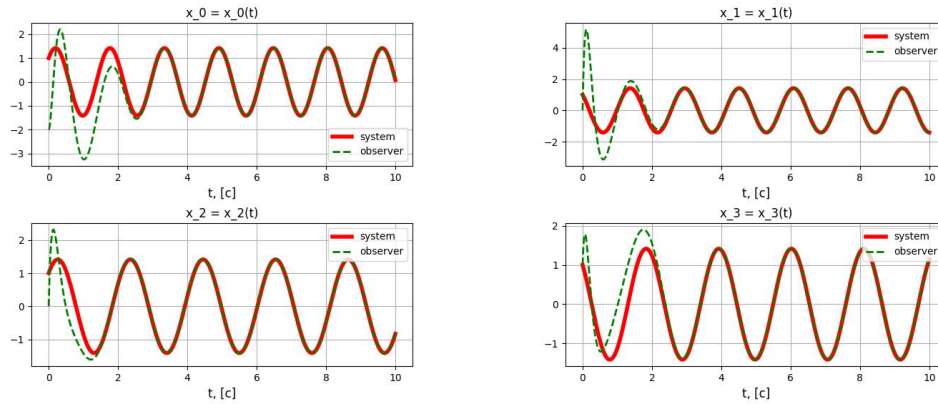 x_0 = x_0(t)
2
1
0
−1
−2
−3
system
observer
0
2
4
6
8
10
t, [c]
x_1 = x_1(t)
4
2
0
−2
system
observer
0
2
4
6
8
10
t, [c]
x_2 = x_2(t)
2
1
0
−1
system
observer
0
2
4
6
8
10
t, [c]
x_3 = x_3(t)
2
1
0
−1
system
observer
0
2
4
6
8
10
t, [c]